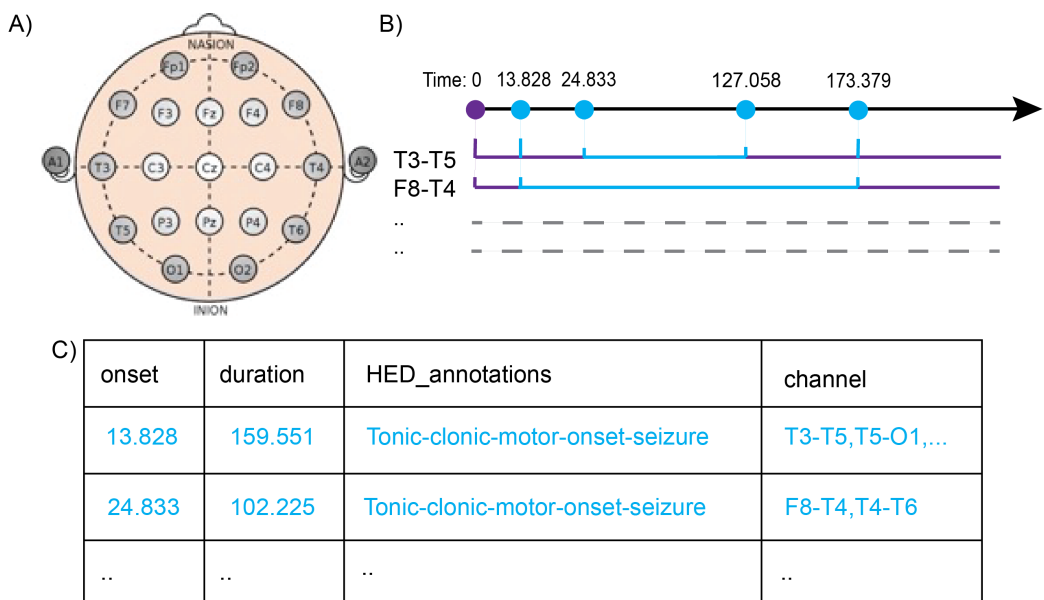 A)
NASION
Fp1 Fp2
F7 F3 Fz F4 F8
A1 T3 C3 Cz C4 T4 A2
T5 P3 Pz P4 T6
O1 O2
INION
B)
Time: 0 13.828 24.833 127.058 173.379
T3-T5
F8-T4
..
..
C)
onset duration HED_annotations channel
13.828 159.551 Tonic-clonic-motor-onset-seizure T3-T5,T5-O1,...
24.833 102.225 Tonic-clonic-motor-onset-seizure F8-T4,T4-T6
.. .. .. ..